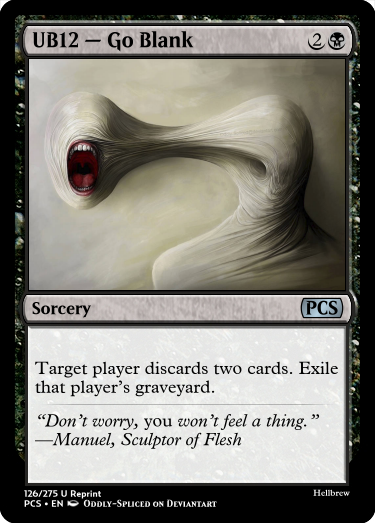 UB12 — Go Blank 2
Sorcery PCS
Target player discards two cards. Exile
that player's graveyard.
"Don't worry, you won't feel a thing."
—Manuel, Sculptor of Flesh
126/275 U Reprint Hellbrew
PCS • EN Oddly-Spliced on Deviantart